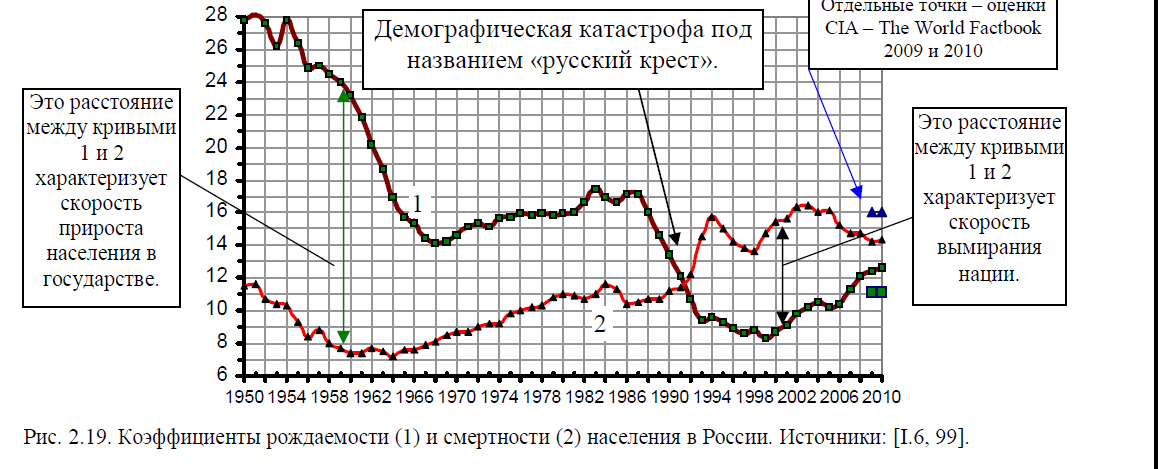 Отдельные точки – оценки
CIA – The World Factbook
2009 и 2010
Демографическая катастрофа под
названием «русский крест».
Это расстояние
между кривыми
1 и 2
характеризует
скорость
прироста
населения в
государстве.
Это расстояние
между кривыми
1 и 2
характеризует
скорость
вымирания
нации.
28
26
24
22
20
18
16
14
12
10
8
6
1
2
1950 1954 1958 1962 1966 1970 1974 1978 1982 1986 1990 1994 1998 2002 2006 2010
Рис. 2.19. Коэффициенты рождаемости (1) и смертности (2) населения в России. Источники: [I.6, 99].